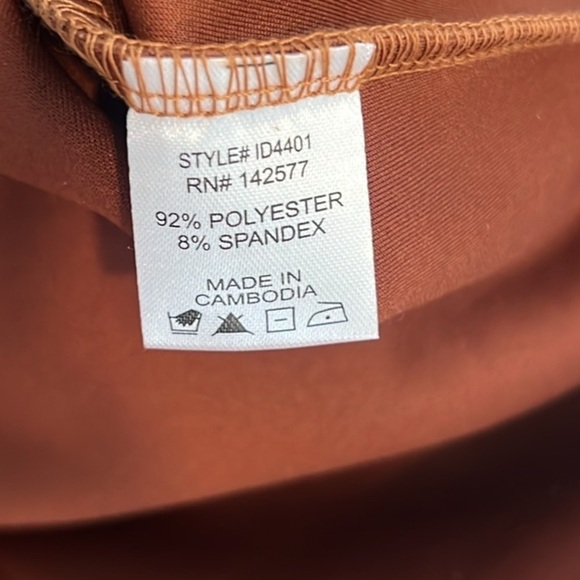 STYLE# ID4401
RN# 142577
92% POLYESTER
8% SPANDEX
MADE IN
CAMBODIA